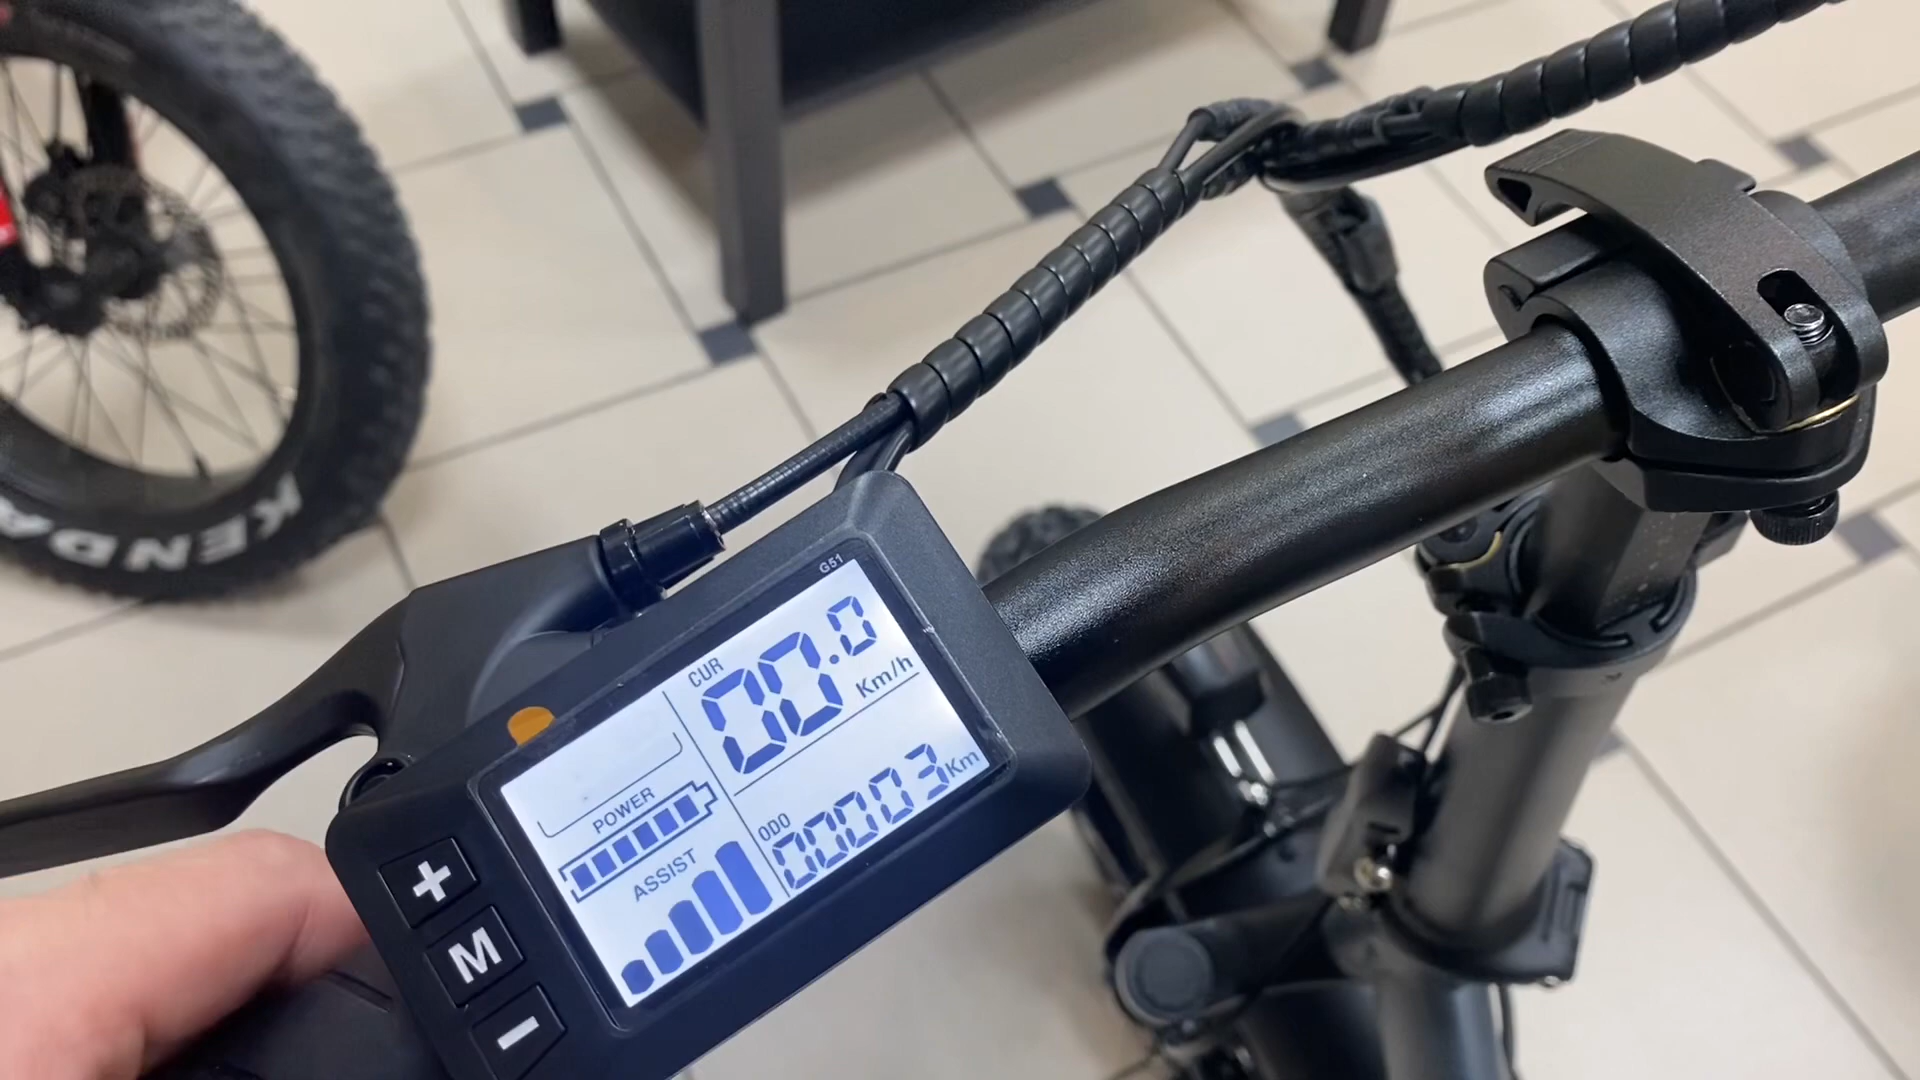 KENDA
G51
CUR
00.0
Km/h
POWER
ASSIST
ODO
00003 Km
+
M
−